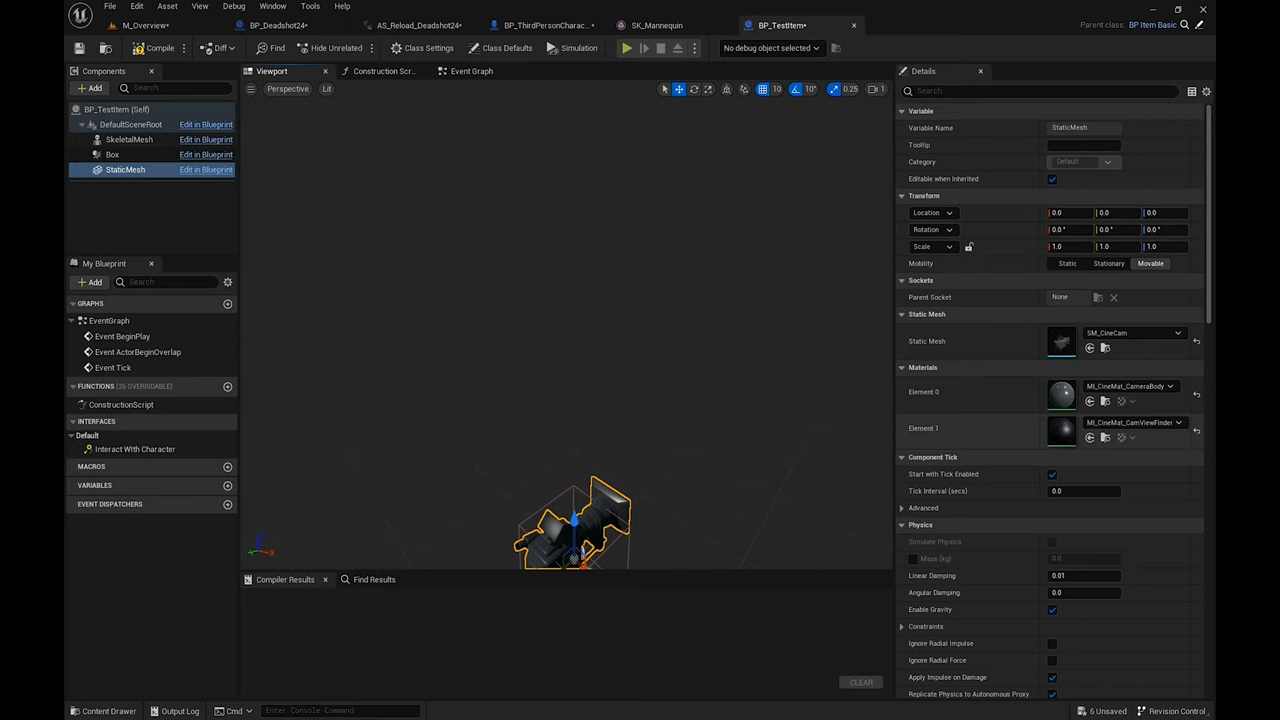 File Edit Asset View Debug Window Tools Help
M_Overview* BP_Deadshot24* AS_Reload_Deadshot24* BP_ThirdPersonCharac...* SK_Mannequin BP_TestItem* Parent class: BP Item Basic
Compile Diff Find Hide Unrelated Class Settings Class Defaults Simulation No debug object selected
Components
Add Search
BP_TestItem (Self)
DefaultSceneRoot Edit in Blueprint
SkeletalMesh Edit in Blueprint
Box Edit in Blueprint
StaticMesh Edit in Blueprint
My Blueprint
Add Search
GRAPHS
EventGraph
Event BeginPlay
Event ActorBeginOverlap
Event Tick
FUNCTIONS (26 OVERRIDABLE)
ConstructionScript
INTERFACES
Default
Interact With Character
MACROS
VARIABLES
EVENT DISPATCHERS
Viewport Construction Scr... Event Graph
Perspective Lit 10 10° 0.25 1
Compiler Results Find Results
CLEAR
Details
Search
Variable
Variable Name StaticMesh
Tooltip
Category Default
Editable when Inherited
Transform
Location 0.0 0.0 0.0
Rotation 0.0° 0.0° 0.0°
Scale 1.0 1.0 1.0
Mobility Static Stationary Movable
Sockets
Parent Socket None
Static Mesh
Static Mesh SM_CineCam
Materials
Element 0 MI_CineMat_CameraBody
Element 1 MI_CineMat_CamViewFinder
Component Tick
Start with Tick Enabled
Tick Interval (secs) 0.0
Advanced
Physics
Simulate Physics
Mass (kg) 0.0
Linear Damping 0.01
Angular Damping 0.0
Enable Gravity
Constraints
Ignore Radial Impulse
Ignore Radial Force
Apply Impulse on Damage
Replicate Physics to Autonomous Proxy
Content Drawer Output Log Cmd Enter Console Command 6 Unsaved Revision Control